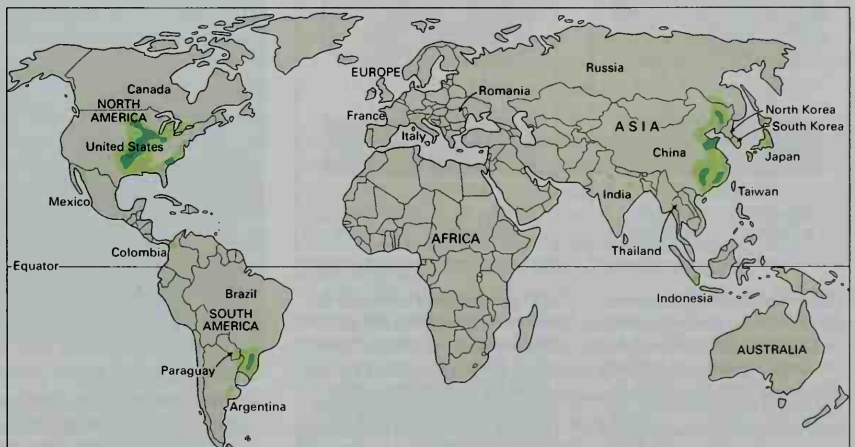 Canada
NORTH
AMERICA
United States
Mexico
Colombia
Equator
Brazil
SOUTH
AMERICA
Paraguay
Argentina
EUROPE
Romania
France
Italy
AFRICA
Russia
ASIA
North Korea
South Korea
China
Japan
India
Taiwan
Thailand
Indonesia
AUSTRALIA